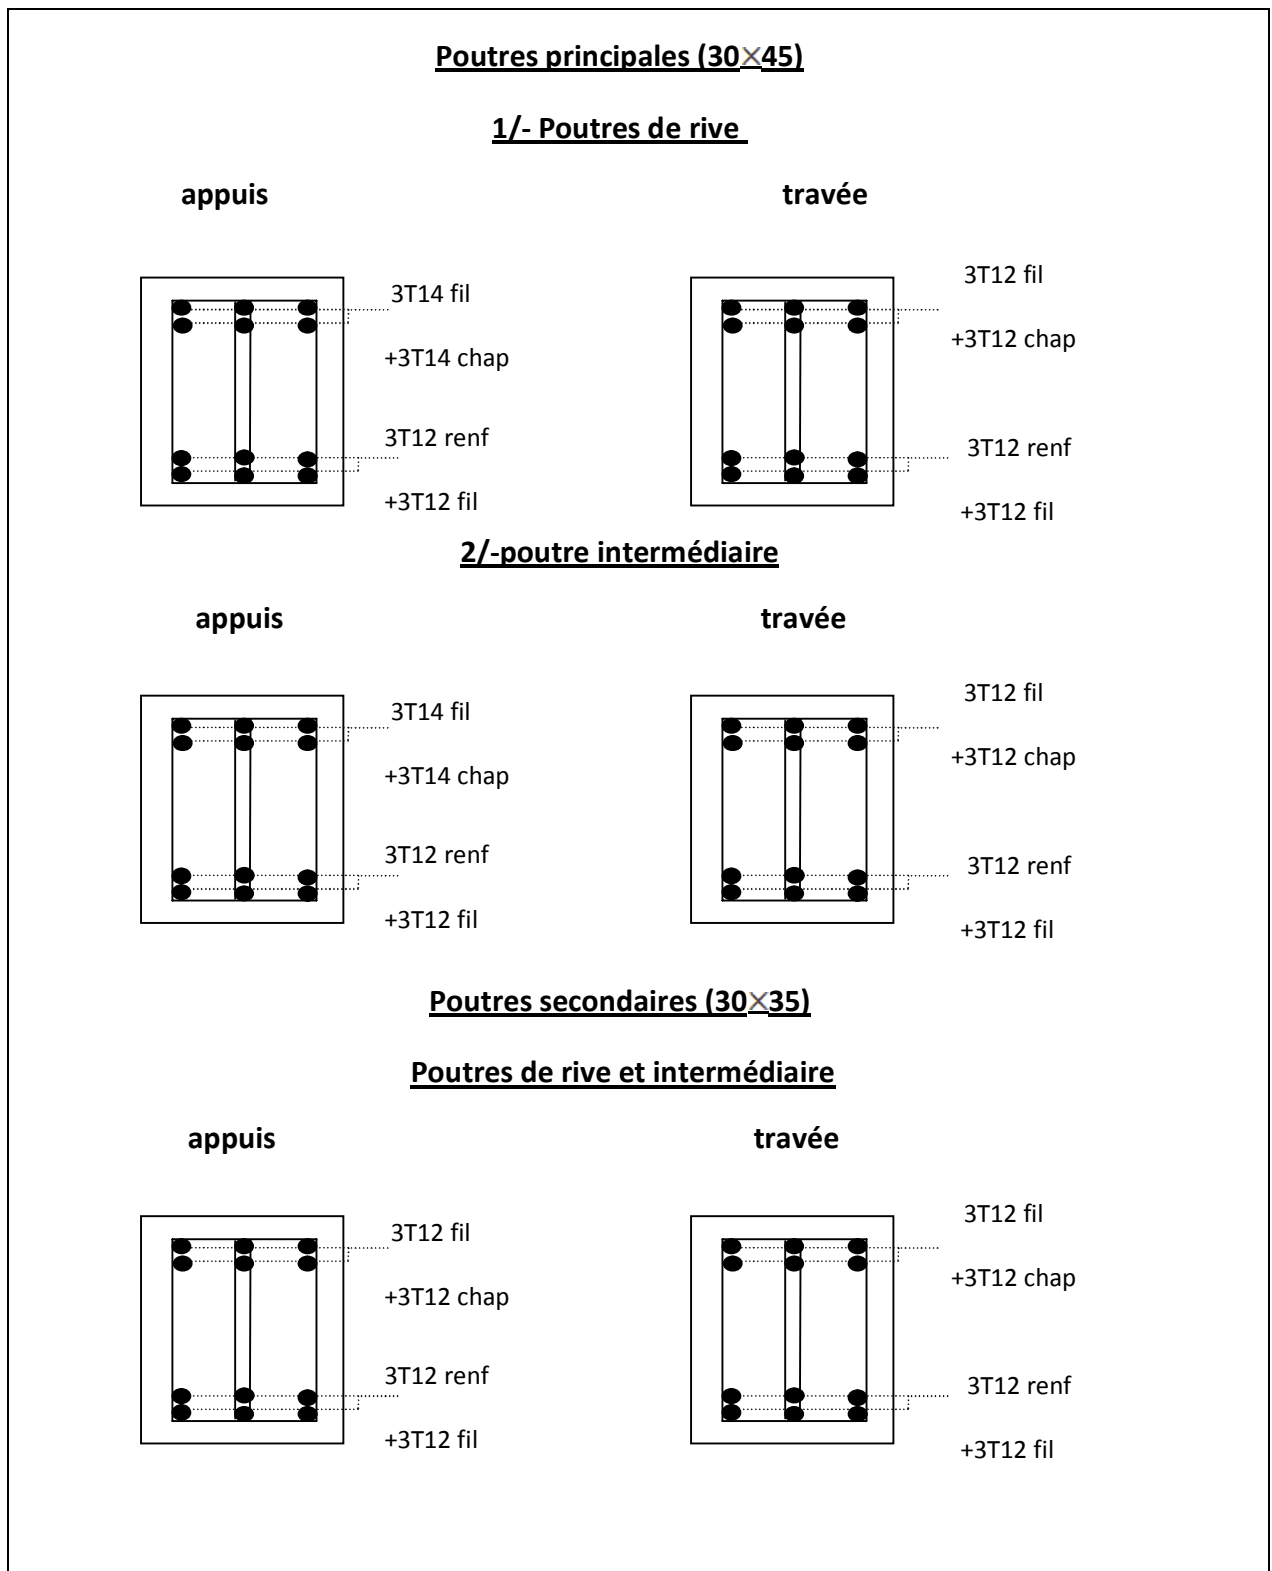 Poutres principales (30×45)
1/- Poutres de rive
appuis
travée
3T14 fil
+3T14 chap
3T12 renf
+3T12 fil
3T12 fil
+3T12 chap
3T12 renf
+3T12 fil
2/-poutre intermédiaire
appuis
travée
3T14 fil
+3T14 chap
3T12 renf
+3T12 fil
3T12 fil
+3T12 chap
3T12 renf
+3T12 fil
Poutres secondaires (30×35)
Poutres de rive et intermédiaire
appuis
travée
3T12 fil
+3T12 chap
3T12 renf
+3T12 fil
3T12 fil
+3T12 chap
3T12 renf
+3T12 fil